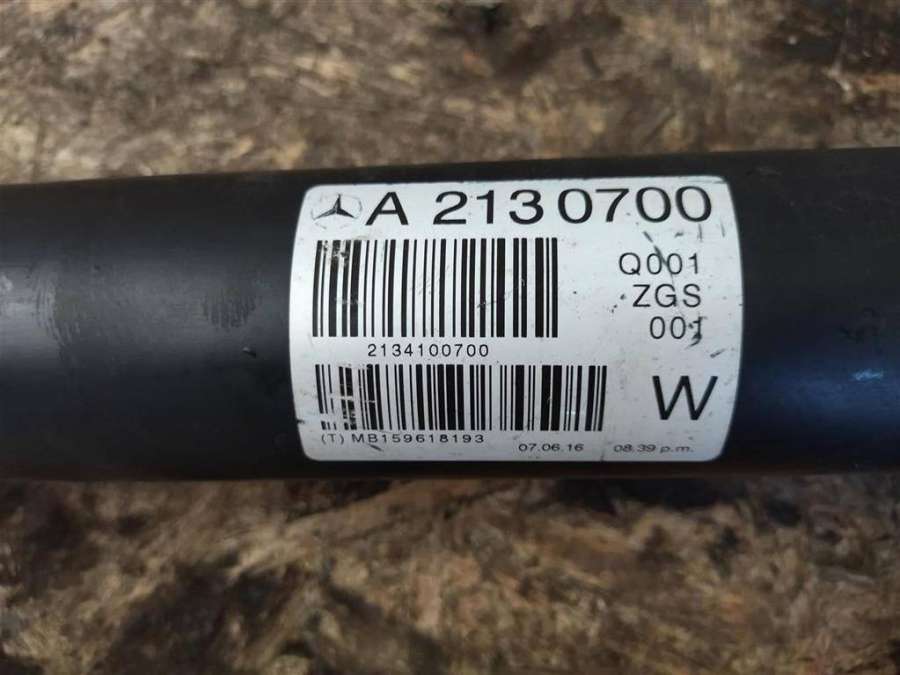 A 2130700
Q001
ZGS
001
2134100700
W
(T) MB159618193
07.06.16 08.39 p.m.